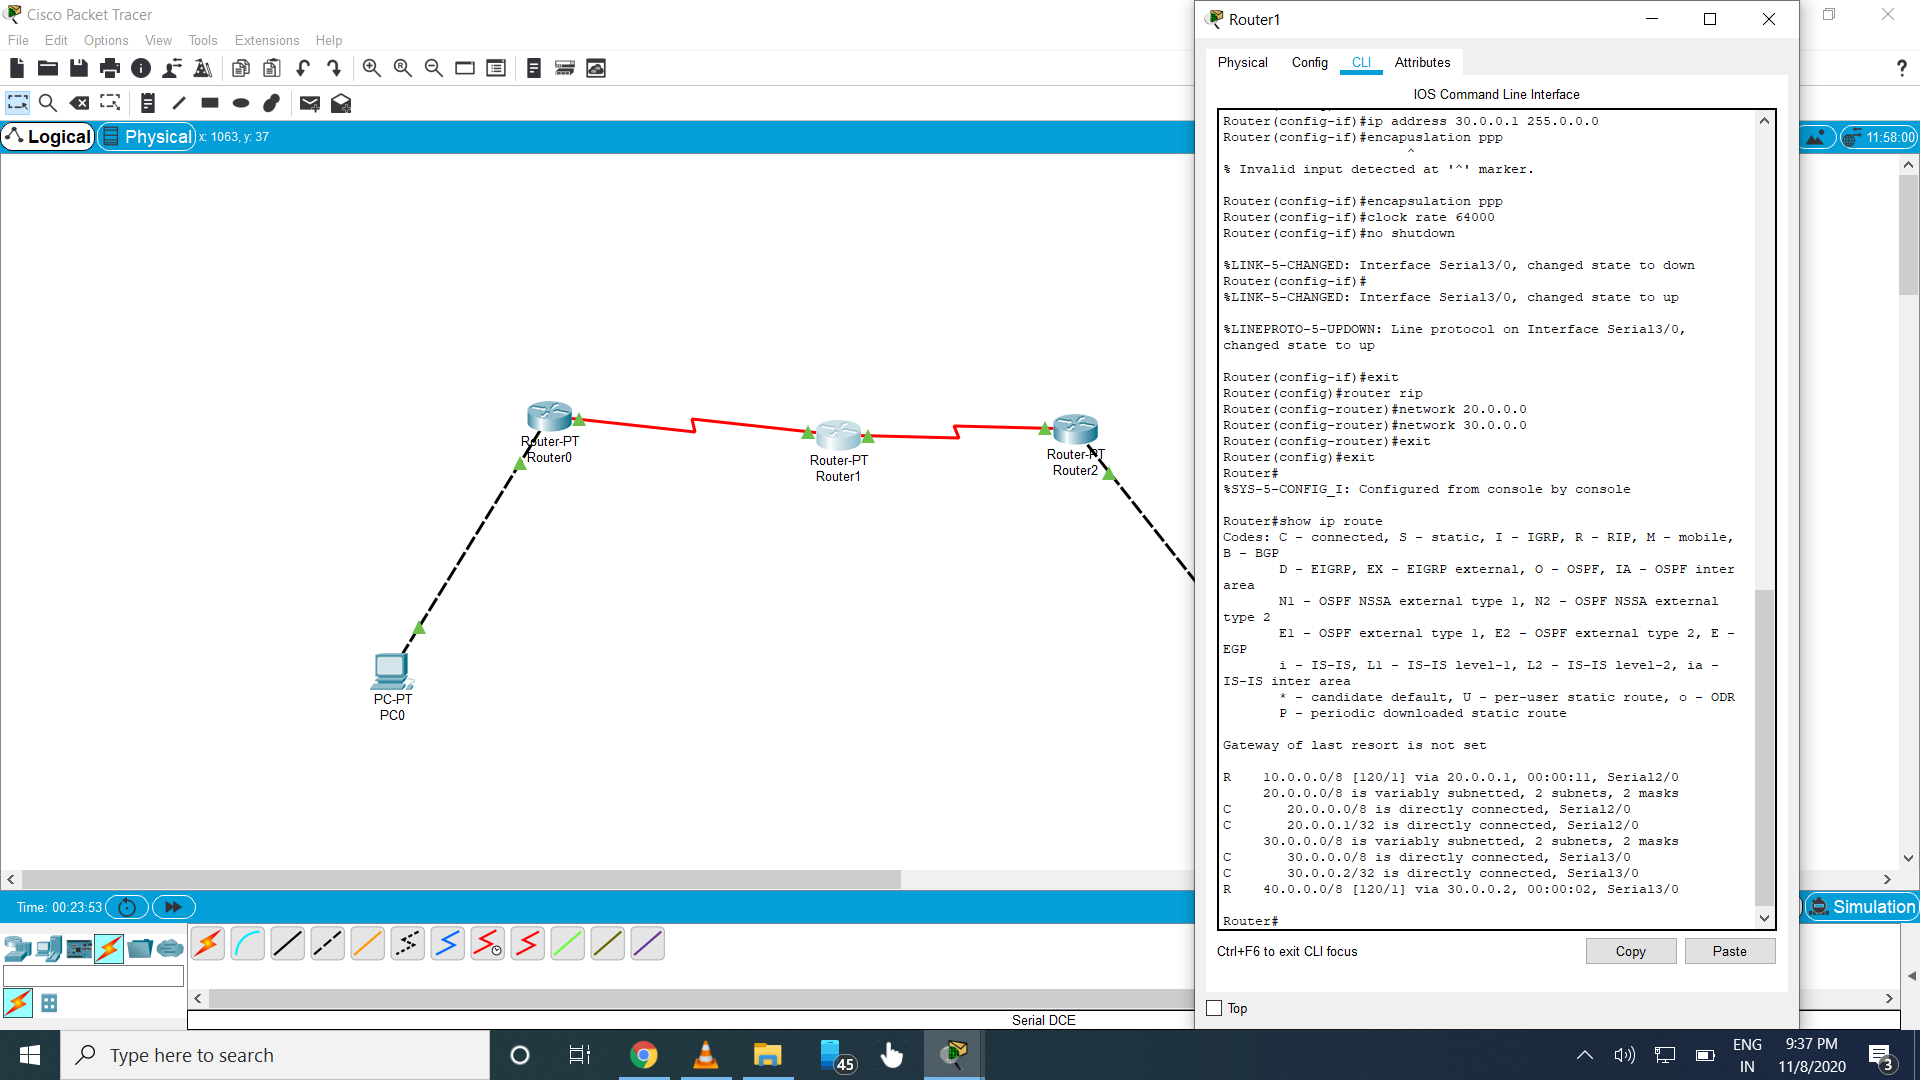 Cisco Packet Tracer
File Edit Options View Tools Extensions Help
Logical Physical x: 1063, y: 37
11:58:00
Router-PT
Router0
Router-PT
Router1
Router-PT
Router2
PC-PT
PC0
Time: 00:23:53
Simulation
Serial DCE
Router1
Physical Config CLI Attributes
IOS Command Line Interface
Router(config-if)#ip address 30.0.0.1 255.0.0.0
Router(config-if)#encapuslation ppp
^
% Invalid input detected at '^' marker.
Router(config-if)#encapsulation ppp
Router(config-if)#clock rate 64000
Router(config-if)#no shutdown
%LINK-5-CHANGED: Interface Serial3/0, changed state to down
Router(config-if)#
%LINK-5-CHANGED: Interface Serial3/0, changed state to up
%LINEPROTO-5-UPDOWN: Line protocol on Interface Serial3/0,
changed state to up
Router(config-if)#exit
Router(config)#router rip
Router(config-router)#network 20.0.0.0
Router(config-router)#network 30.0.0.0
Router(config-router)#exit
Router(config)#exit
Router#
%SYS-5-CONFIG_I: Configured from console by console
Router#show ip route
Codes: C - connected, S - static, I - IGRP, R - RIP, M - mobile,
B - BGP
D - EIGRP, EX - EIGRP external, O - OSPF, IA - OSPF inter
area
N1 - OSPF NSSA external type 1, N2 - OSPF NSSA external
type 2
E1 - OSPF external type 1, E2 - OSPF external type 2, E -
EGP
i - IS-IS, L1 - IS-IS level-1, L2 - IS-IS level-2, ia -
IS-IS inter area
* - candidate default, U - per-user static route, o - ODR
P - periodic downloaded static route
Gateway of last resort is not set
R 10.0.0.0/8 [120/1] via 20.0.0.1, 00:00:11, Serial2/0
20.0.0.0/8 is variably subnetted, 2 subnets, 2 masks
C 20.0.0.0/8 is directly connected, Serial2/0
C 20.0.0.1/32 is directly connected, Serial2/0
30.0.0.0/8 is variably subnetted, 2 subnets, 2 masks
C 30.0.0.0/8 is directly connected, Serial3/0
C 30.0.0.2/32 is directly connected, Serial3/0
R 40.0.0.0/8 [120/1] via 30.0.0.2, 00:00:02, Serial3/0
Router#
Ctrl+F6 to exit CLI focus
Copy Paste
Top
Type here to search
45
ENG
IN
9:37 PM
11/8/2020
3